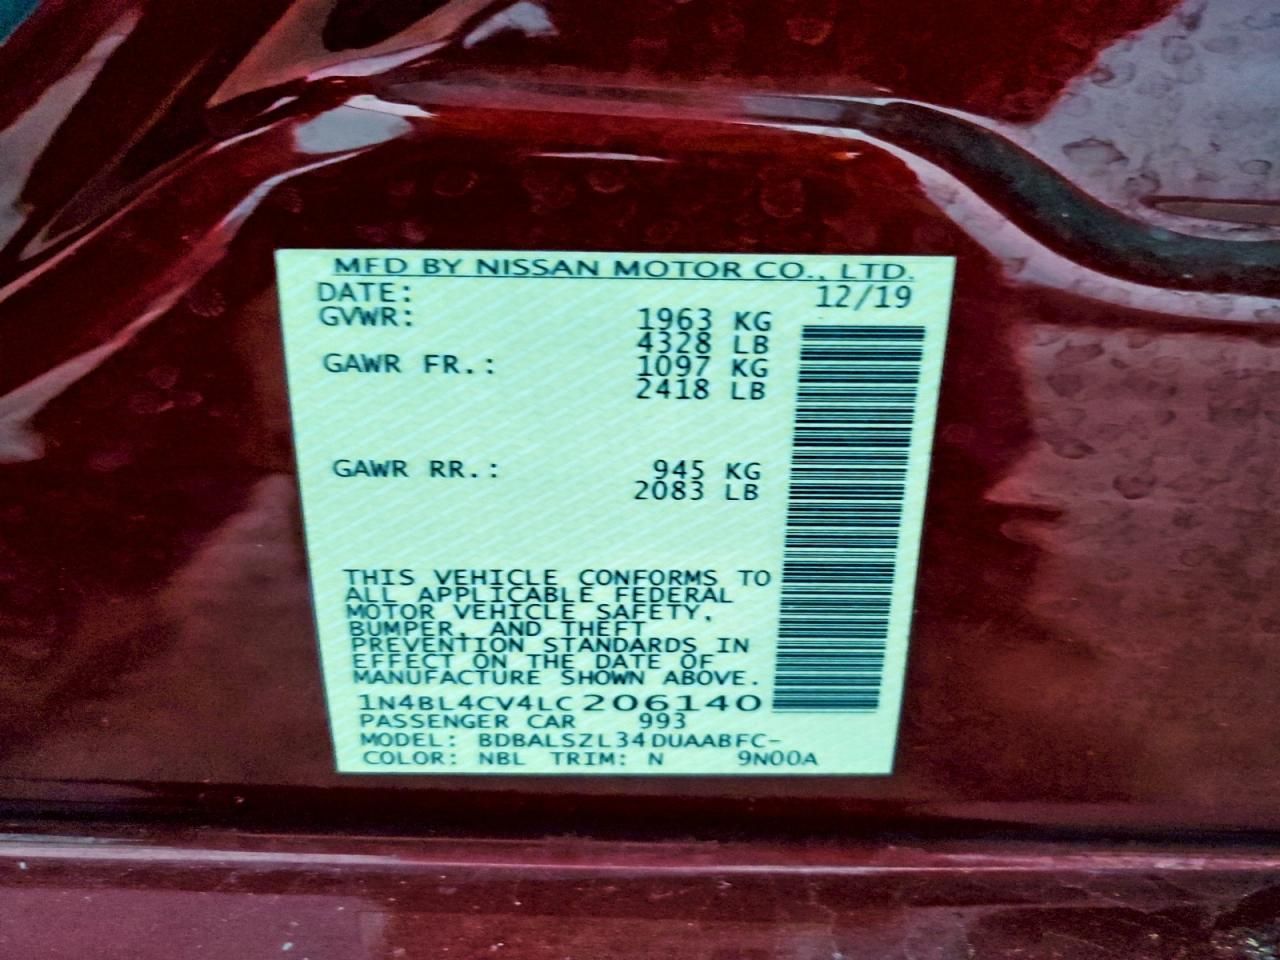 MFD BY NISSAN MOTOR CO., LTD.
DATE: 12/19
GVWR: 1963 KG
4328 LB
GAWR FR.: 1097 KG
2418 LB
GAWR RR.: 945 KG
2083 LB
THIS VEHICLE CONFORMS TO
ALL APPLICABLE FEDERAL
MOTOR VEHICLE SAFETY,
BUMPER, AND THEFT
PREVENTION STANDARDS IN
EFFECT ON THE DATE OF
MANUFACTURE SHOWN ABOVE.
1N4BL4CV4LC206140
PASSENGER CAR 993
MODEL: BDBALSZL34DUAABFC-
COLOR: NBL TRIM: N 9N00A